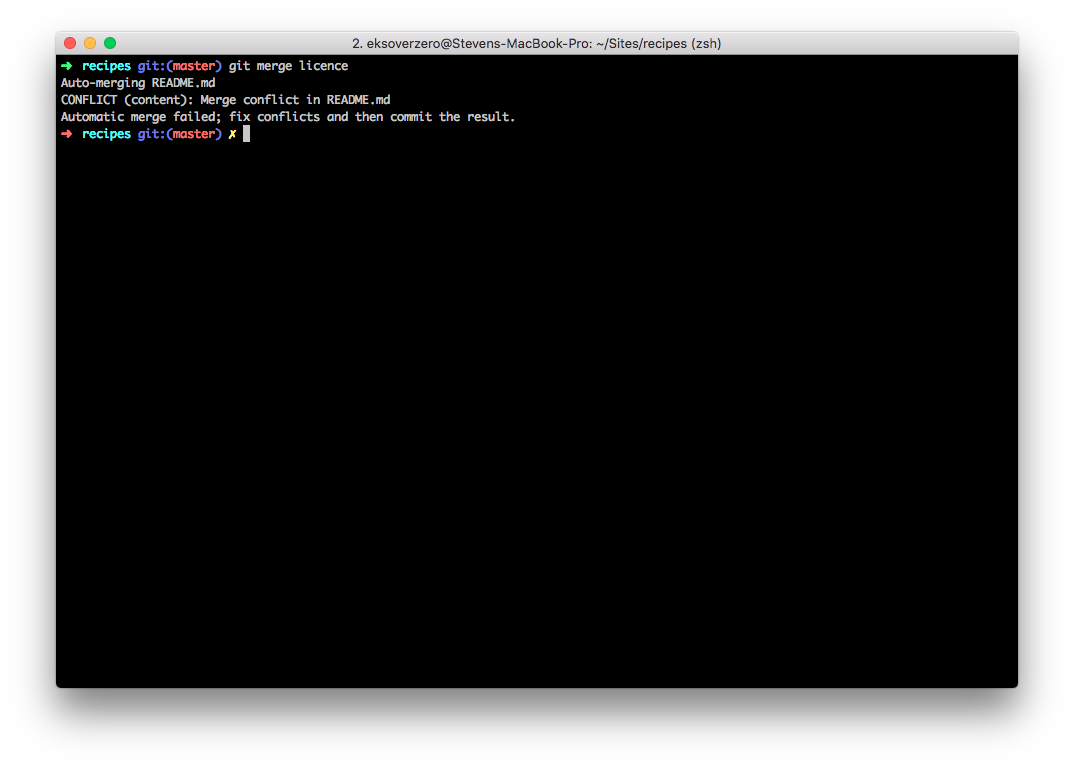 2. eksoverzero@Stevens-MacBook-Pro: ~/Sites/recipes (zsh)
➜ recipes git:(master) git merge licence
Auto-merging README.md
CONFLICT (content): Merge conflict in README.md
Automatic merge failed; fix conflicts and then commit the result.
➜ recipes git:(master) ✗